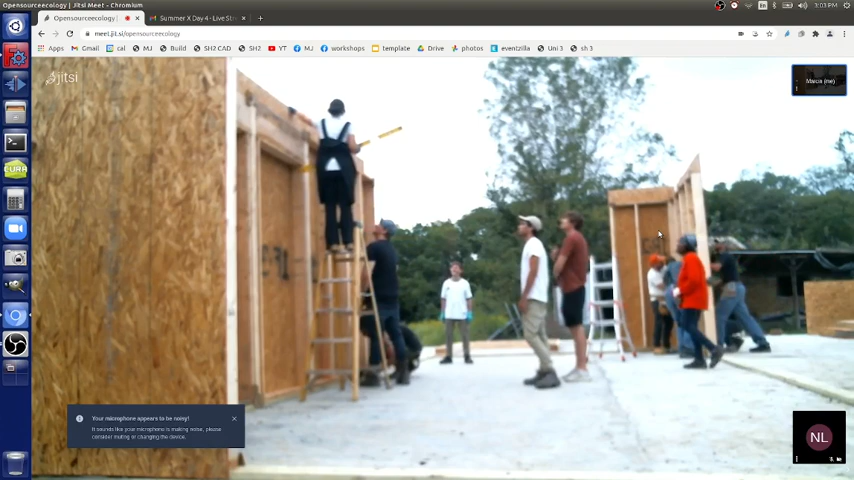 Opensourceecology | Jitsi Meet - Chromium
En
3:03 PM
Opensourceecology
Summer X Day 4 - Live St
meet.jit.si/opensourceecology
Apps Gmail cal MJ Build SH2 CAD SH2 YT MJ workshops template Drive photos eventzilla Uni 3 sh 3
jitsi
Marcin (me)
CURA
Your microphone appears to be noisy!
It sounds like your microphone is making noise, please
consider muting or changing the device.
NL